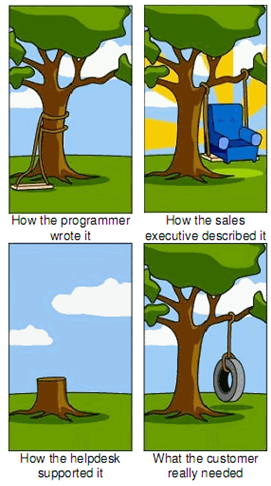 How the programmer
wrote it
How the sales
executive described it
How the helpdesk
supported it
What the customer
really needed